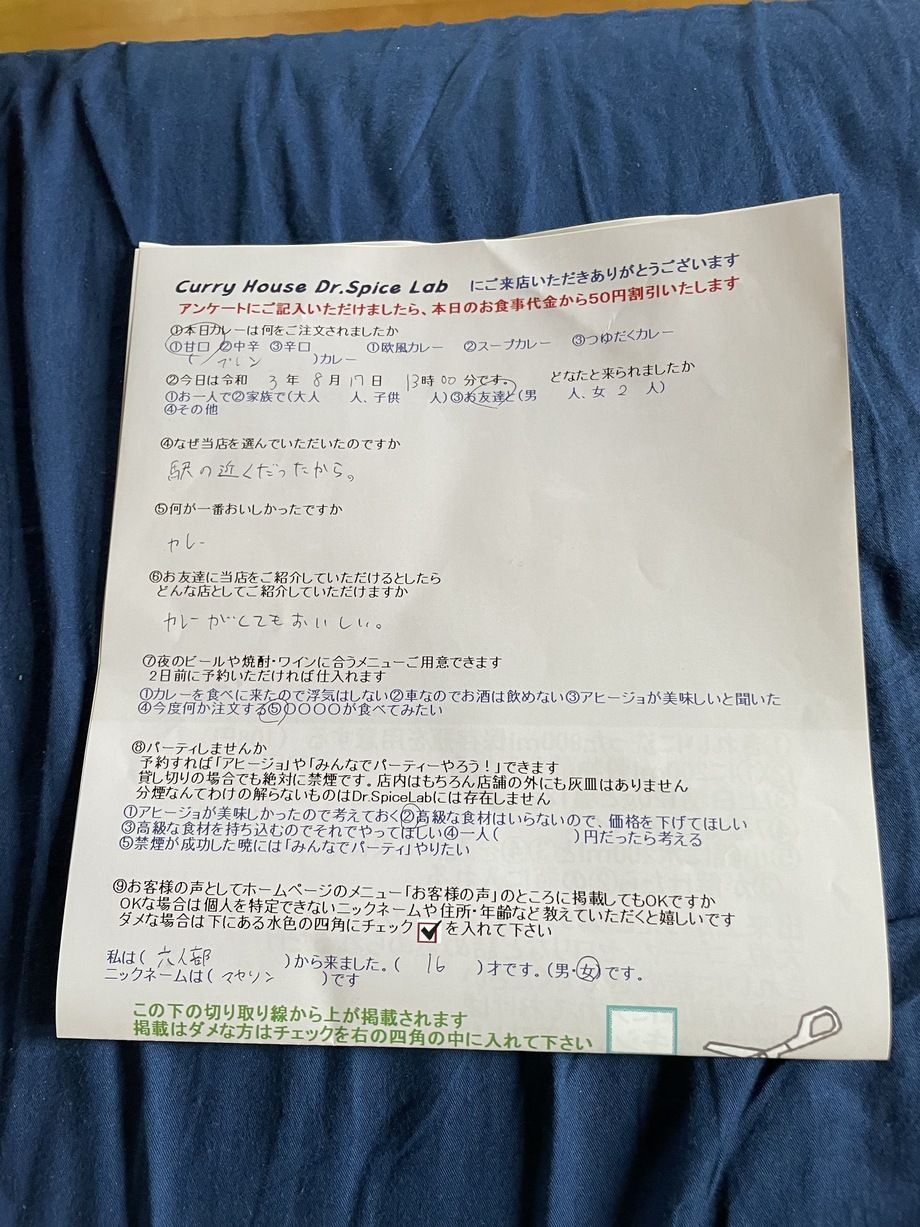 Curry House Dr.Spice Lab にご来店いただきありがとうございます
アンケートにご記入いただけましたら、本日のお食事代金から50円割引いたします
①本日カレーは何をご注文されましたか
①甘口 ②中辛 ③辛口 ①欧風カレー ②スープカレー ③つゆだくカレー
( プレーン )カレー
②今日は令和 3 年 8 月 17 日 13時 00 分です。 どなたと来られましたか
①お一人で②家族で(大人 人、子供 人)③お友達と(男 人、女 2 人)
④その他
④なぜ当店を選んでいただいたのですか
駅の近くだったから。
⑤何が一番おいしかったですか
カレー
⑥お友達に当店をご紹介していただけるとしたら
どんな店としてご紹介していただけますか
カレーがとてもおいしい。
⑦夜のビールや焼酎・ワインに合うメニューご用意できます
2日前に予約いただければ仕入れます
①カレーを食べに来たので浮気はしない②車なのでお酒は飲めない③アヒージョが美味しいと聞いた
④今度何か注文する⑤〇〇〇〇が食べてみたい
⑧パーティしませんか
予約すれば「アヒージョ」や「みんなでパーティーやろう!」できます
貸し切りの場合でも絶対に禁煙です。店内はもちろん店舗の外にも灰皿はありません
分煙なんてわけの解らないものはDr.SpiceLabには存在しません
①アヒージョが美味しかったので考えておく②高級な食材はいらないので、価格を下げてほしい
③高級な食材を持ち込むのでそれでやってほしい④一人( )円だったら考える
⑤禁煙が成功した暁には「みんなでパーティ」やりたい
⑨お客様の声としてホームページのメニュー「お客様の声」のところに掲載してもOKですか
OKな場合は個人を特定できないニックネームや住所・年齢など教えていただくと嬉しいです
ダメな場合は下にある水色の四角にチェック を入れて下さい
私は( 六人部 )から来ました。( 16 )才です。(男・女)です。
ニックネームは( マヤソン )です
この下の切り取り線から上が掲載されます
掲載はダメな方はチェックを右の四角の中に入れて下さい